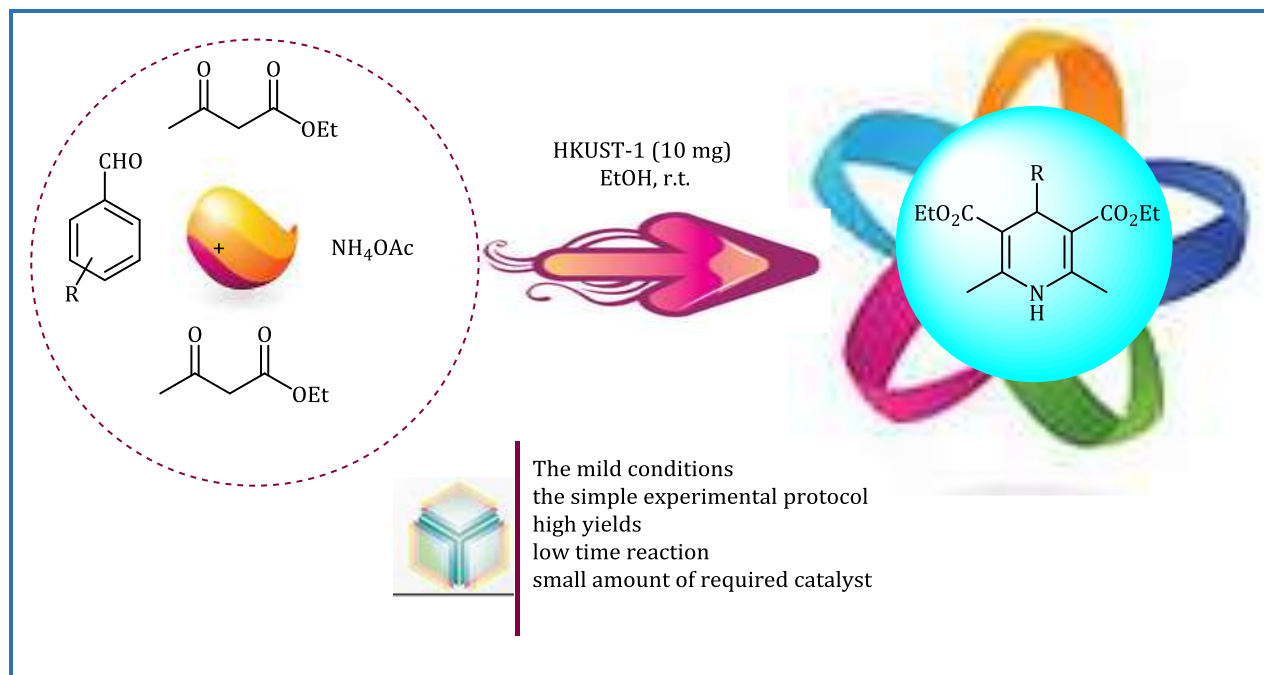 O O
OEt
CHO
R
+
NH₄OAc
O O
OEt
HKUST-1 (10 mg)
EtOH, r.t.
R
EtO₂C CO₂Et
N
H
The mild conditions
the simple experimental protocol
high yields
low time reaction
small amount of required catalyst